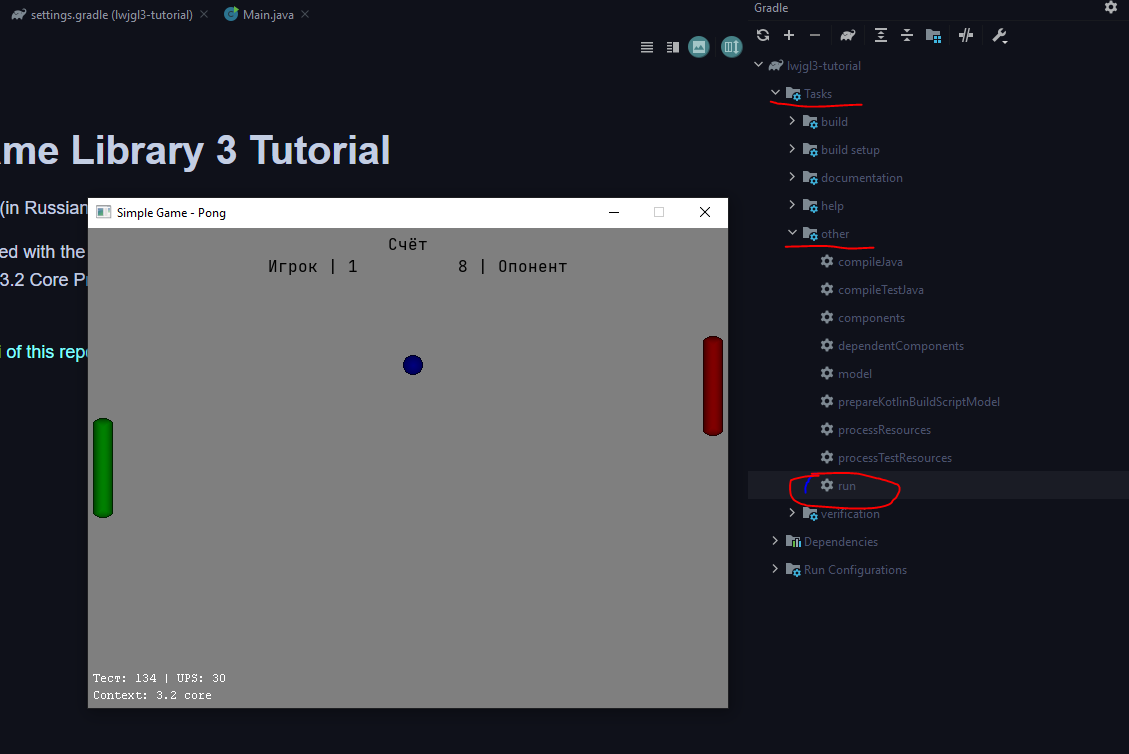 settings.gradle (lwjgl3-tutorial)
Main.java
Gradle
ame Library 3 Tutorial
(in Russian
ed with the
3.2 Core Pr
of this repo
Simple Game - Pong
Счёт
Игрок | 1
8 | Опонент
Тест: 134 | UPS: 30
Context: 3.2 core
lwjgl3-tutorial
Tasks
build
build setup
documentation
help
other
compileJava
compileTestJava
components
dependentComponents
model
prepareKotlinBuildScriptModel
processResources
processTestResources
run
verification
Dependencies
Run Configurations